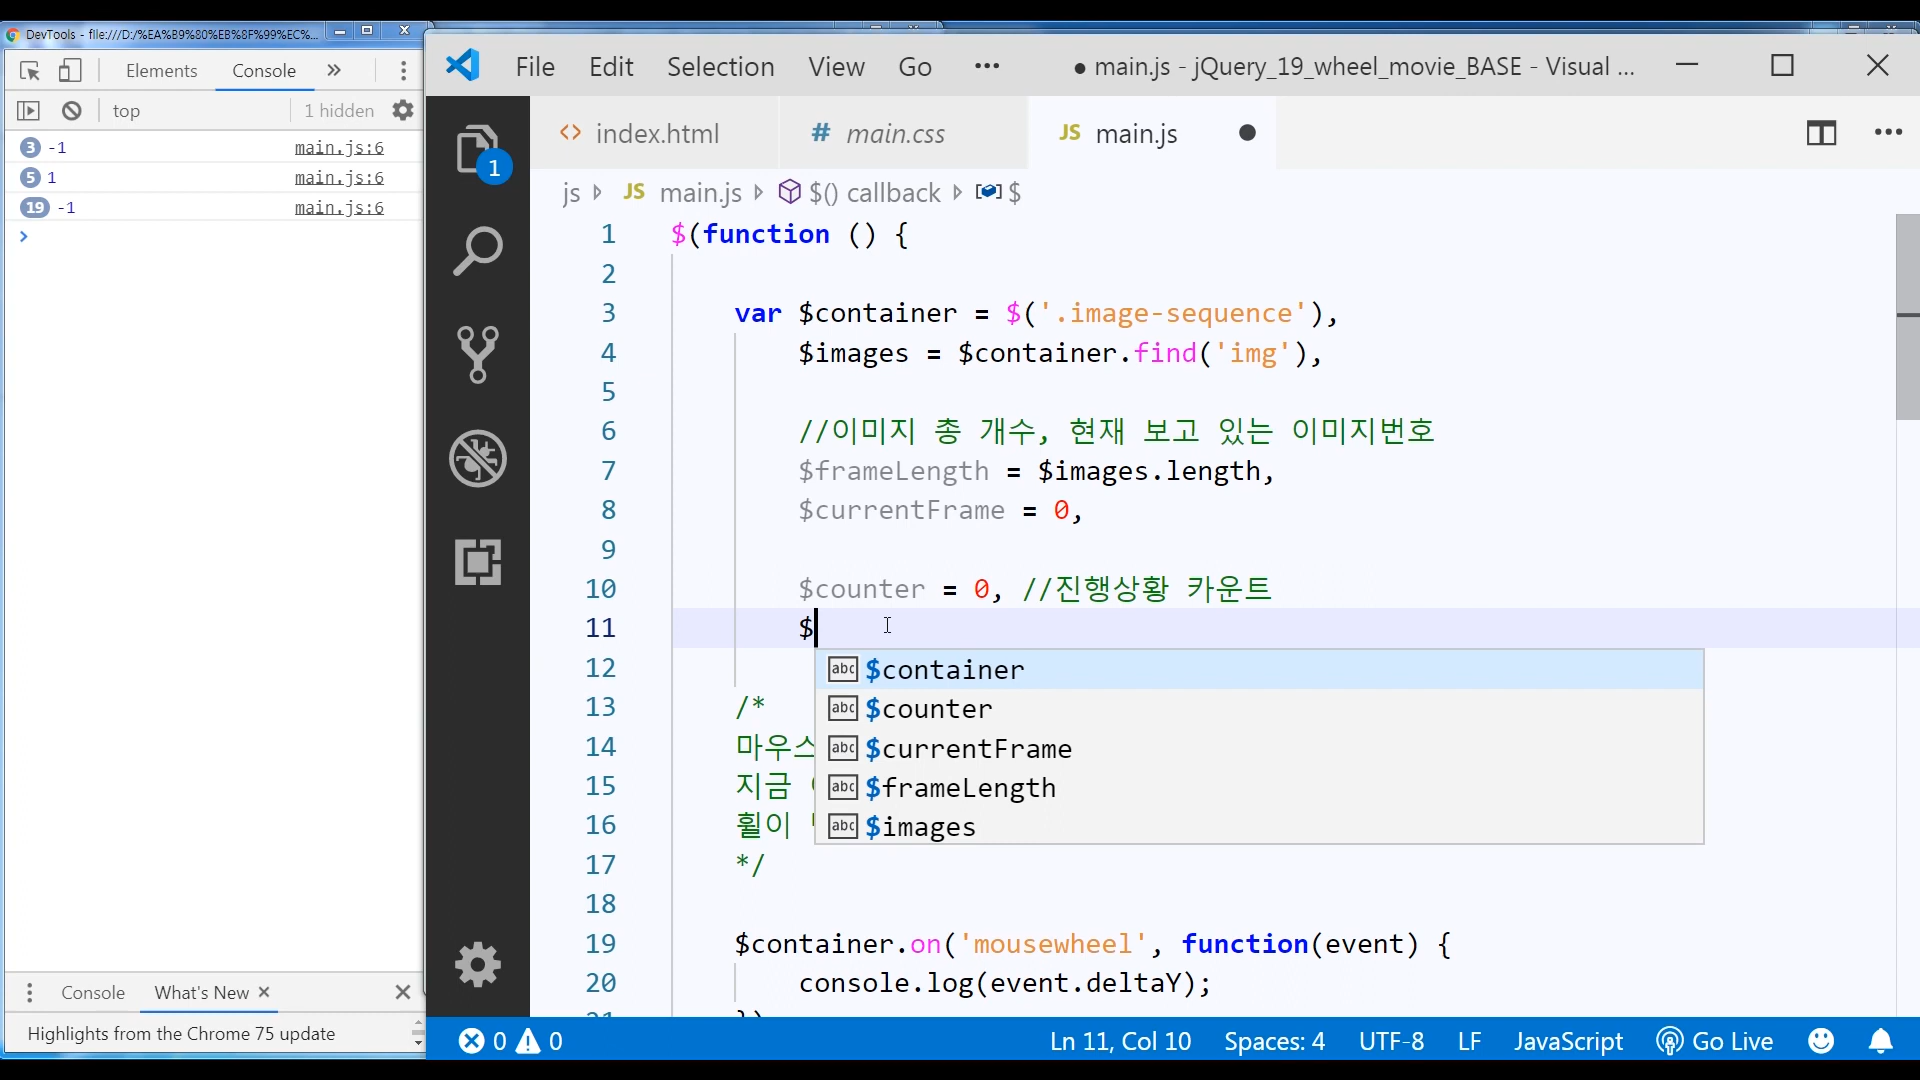 DevTools - file:///D:/%EA%B9%80%EB%8F%99%EC%...
Elements Console »
top 1 hidden
3 -1 main.js:6
5 1 main.js:6
19 -1 main.js:6
>
Console What's New ×
Highlights from the Chrome 75 update
File Edit Selection View Go ···
● main.js - jQuery_19_wheel_movie_BASE - Visual ...
1
<> index.html # main.css JS main.js ●
js JS main.js $() callback $
1 $(function () {
2
3 var $container = $('.image-sequence'),
4 $images = $container.find('img'),
5
6 //이미지 총 개수, 현재 보고 있는 이미지번호
7 $frameLength = $images.length,
8 $currentFrame = 0,
9
10 $counter = 0, //진행상황 카운트
11 $
abc $container
abc $counter
abc $currentFrame
abc $frameLength
abc $images
12
13 /*
14 마우스
15 지금
16 휠이
17 */
18
19 $container.on('mousewheel', function(event) {
20 console.log(event.deltaY);
21 })
0 0 Ln 11, Col 10 Spaces: 4 UTF-8 LF JavaScript Go Live